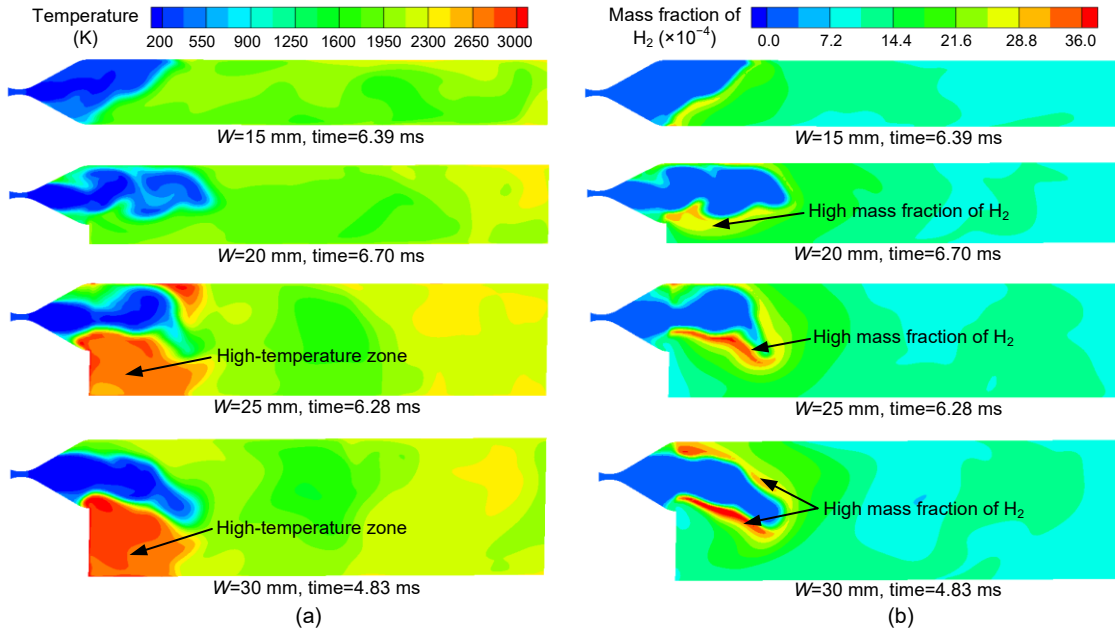 Temperature
(K)
200 550 900 1250 1600 1950 2300 2650 3000
Mass fraction of
H₂ (×10⁻⁴)
0.0 7.2 14.4 21.6 28.8 36.0
W=15 mm, time=6.39 ms
W=15 mm, time=6.39 ms
High mass fraction of H₂
W=20 mm, time=6.70 ms
W=20 mm, time=6.70 ms
High-temperature zone
High mass fraction of H₂
W=25 mm, time=6.28 ms
W=25 mm, time=6.28 ms
High-temperature zone
High mass fraction of H₂
W=30 mm, time=4.83 ms
W=30 mm, time=4.83 ms
(a)
(b)